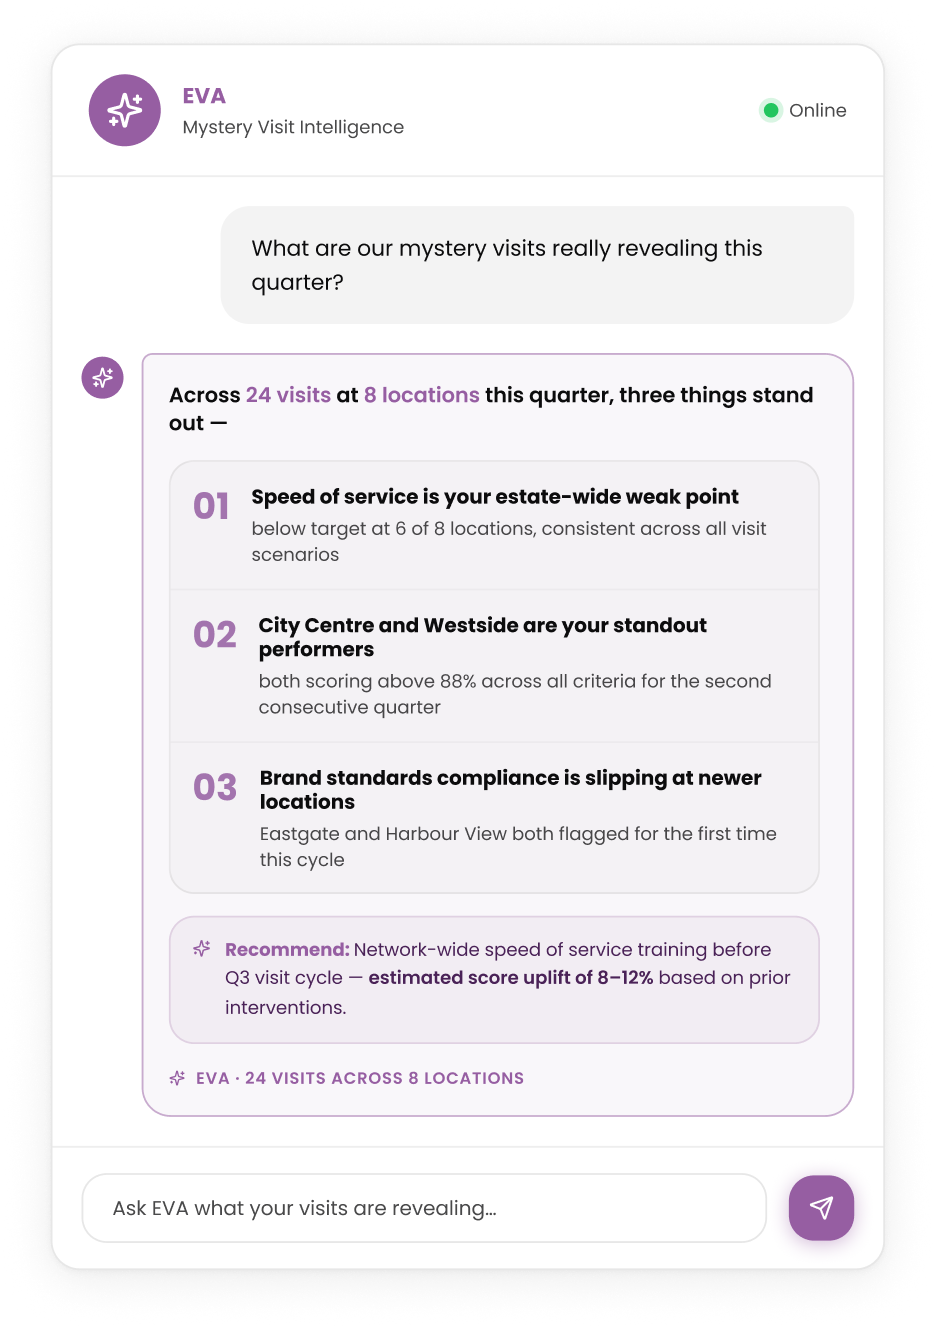 EVA
Mystery Visit Intelligence
Online
What are our mystery visits really revealing this
quarter?
Across 24 visits at 8 locations this quarter, three things stand
out —
01
Speed of service is your estate-wide weak point
below target at 6 of 8 locations, consistent across all visit
scenarios
02
City Centre and Westside are your standout
performers
both scoring above 88% across all criteria for the second
consecutive quarter
03
Brand standards compliance is slipping at newer
locations
Eastgate and Harbour View both flagged for the first time
this cycle
Recommend: Network-wide speed of service training before
Q3 visit cycle — estimated score uplift of 8–12% based on prior
interventions.
EVA · 24 VISITS ACROSS 8 LOCATIONS
Ask EVA what your visits are revealing...